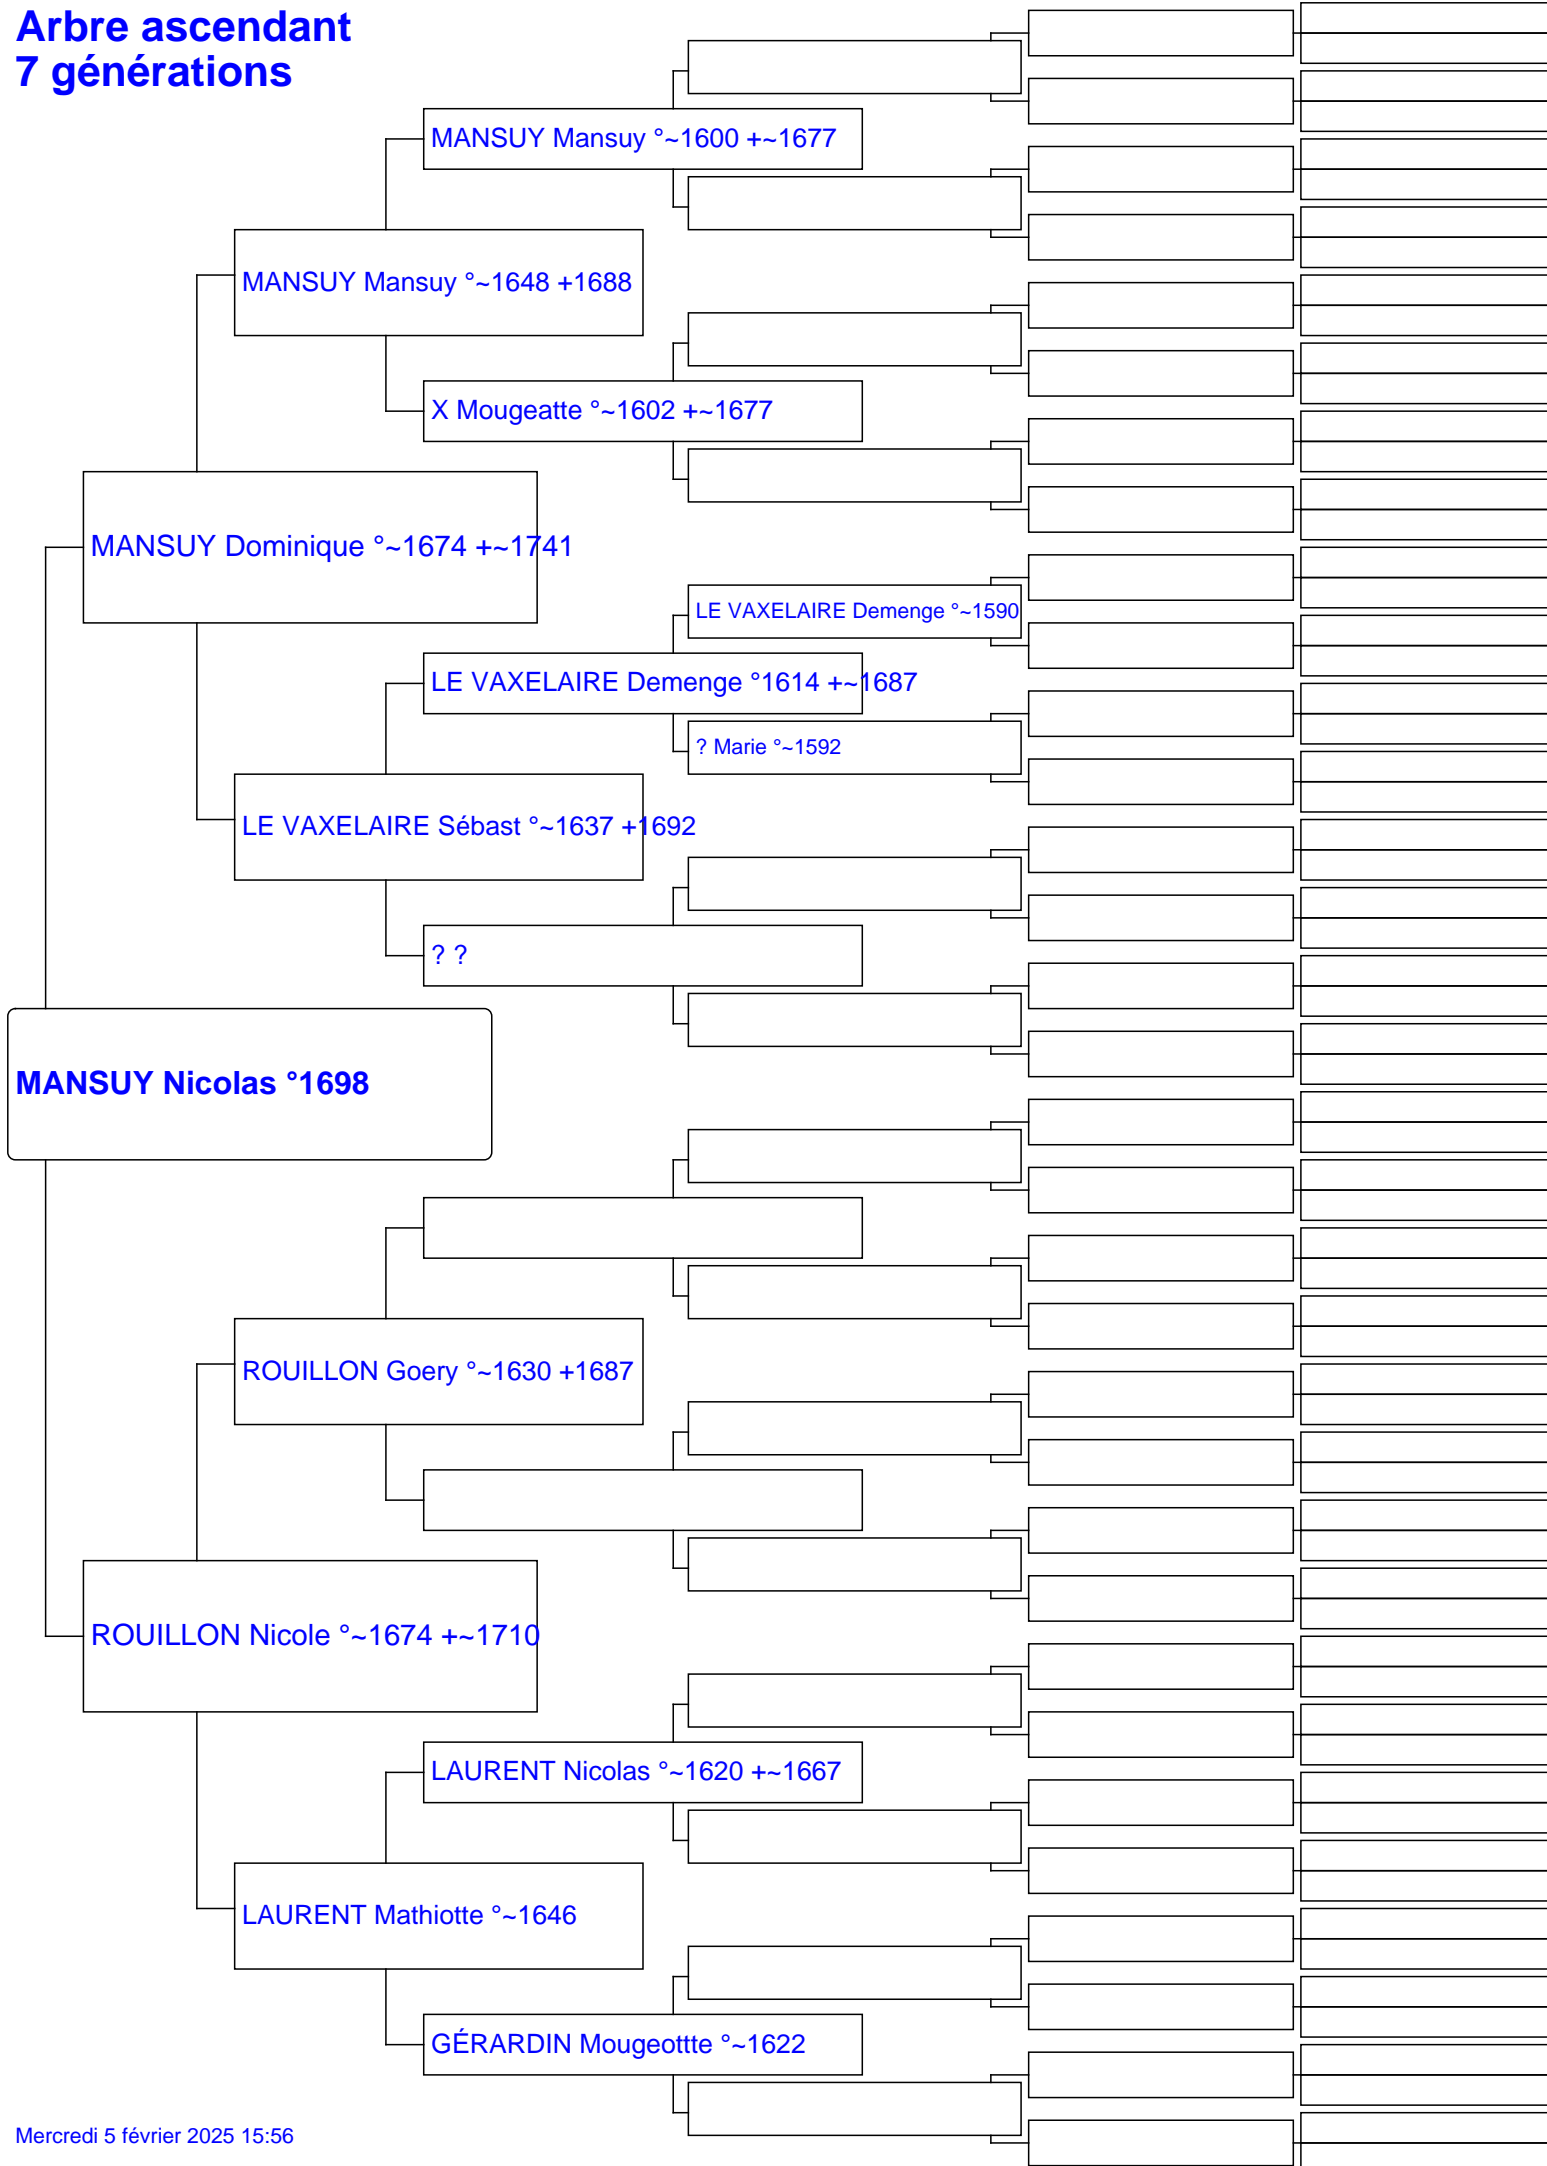 Arbre ascendant
7 générations
MANSUY Mansuy °~1600 +~1677
MANSUY Mansuy °~1648 +1688
X Mougeatte °~1602 +~1677
MANSUY Dominique °~1674 +~1741
LE VAXELAIRE Demenge °~1590
LE VAXELAIRE Demenge °1614 +~1687
? Marie °~1592
LE VAXELAIRE Sébast °~1637 +1692
? ?
MANSUY Nicolas °1698
ROUILLON Goery °~1630 +1687
ROUILLON Nicole °~1674 +~1710
LAURENT Nicolas °~1620 +~1667
LAURENT Mathiotte °~1646
GÉRARDIN Mougeottte °~1622
Mercredi 5 février 2025 15:56